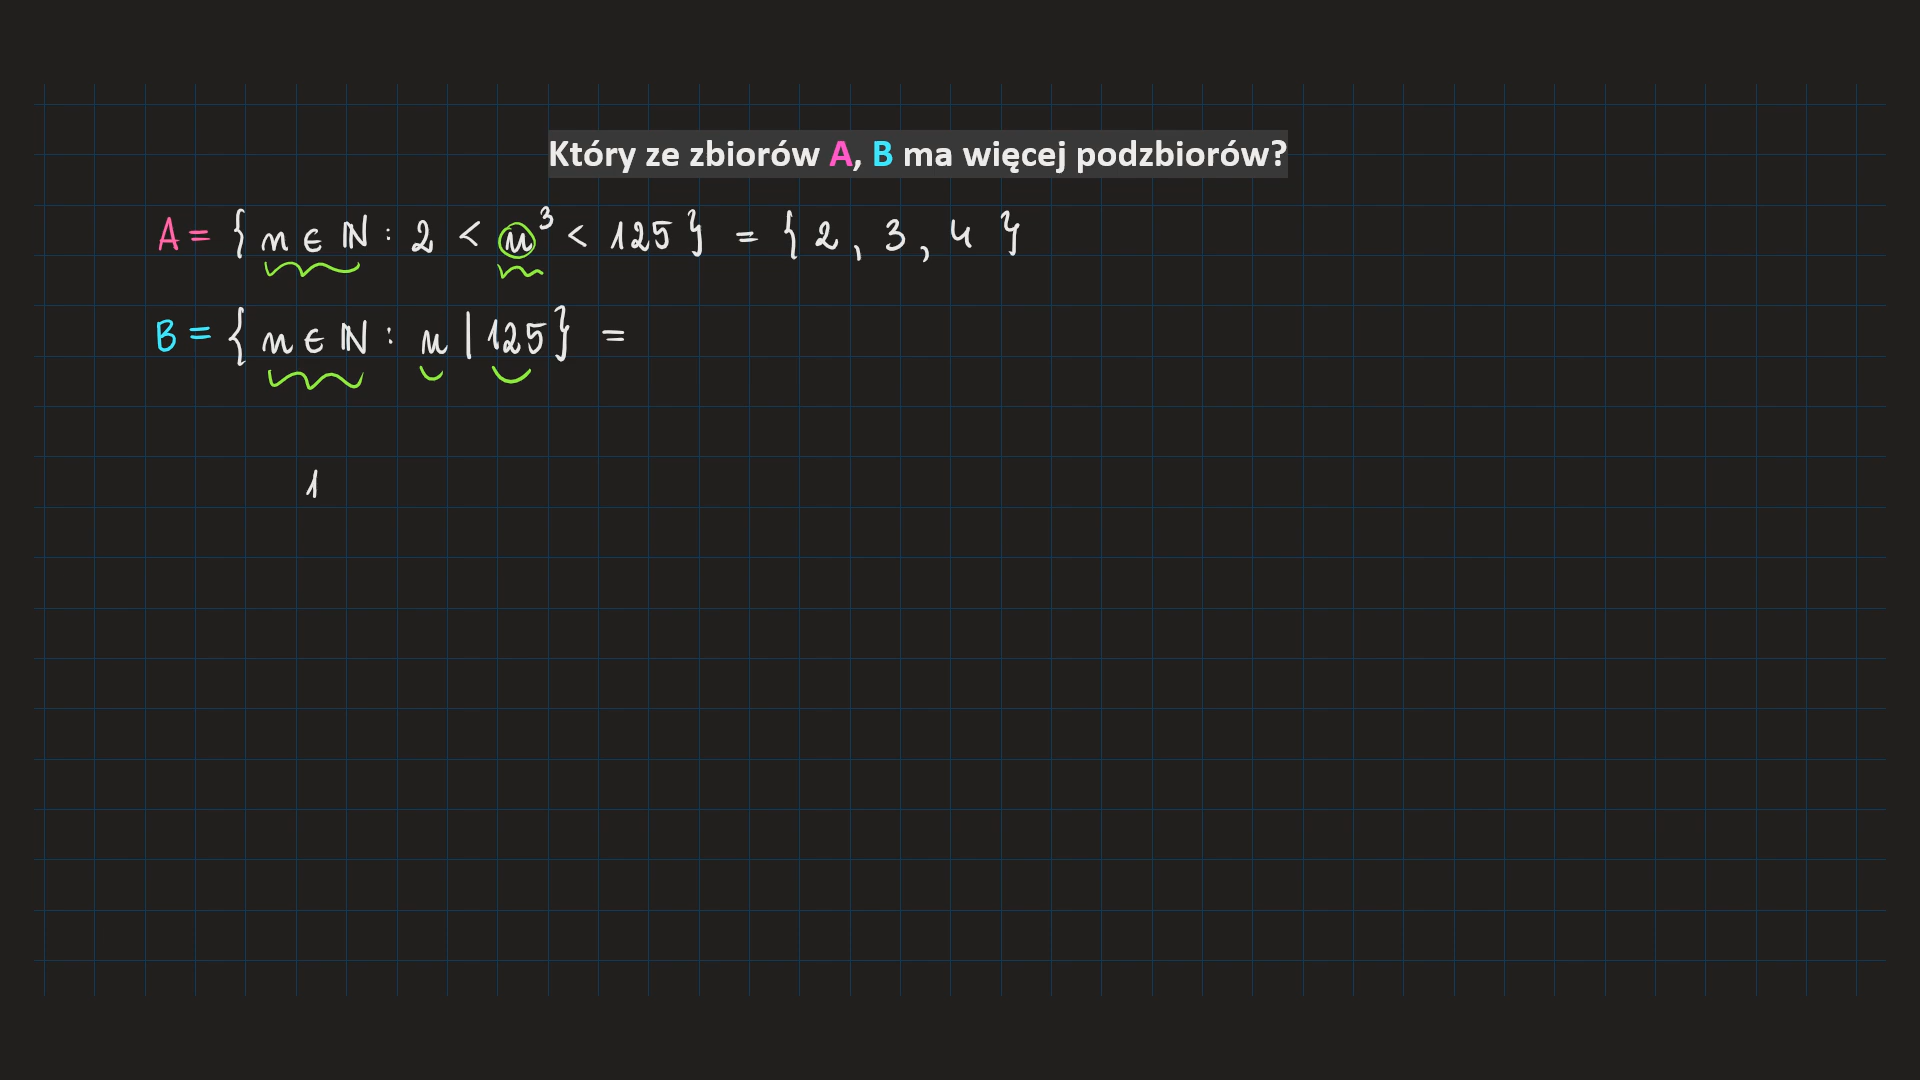 Który ze zbiorów A, B ma więcej podzbiorów?
A = { n ∈ ℕ : 2 < n³ < 125 } = { 2 , 3 , 4 }
B = { n ∈ ℕ : n | 125 } =
1